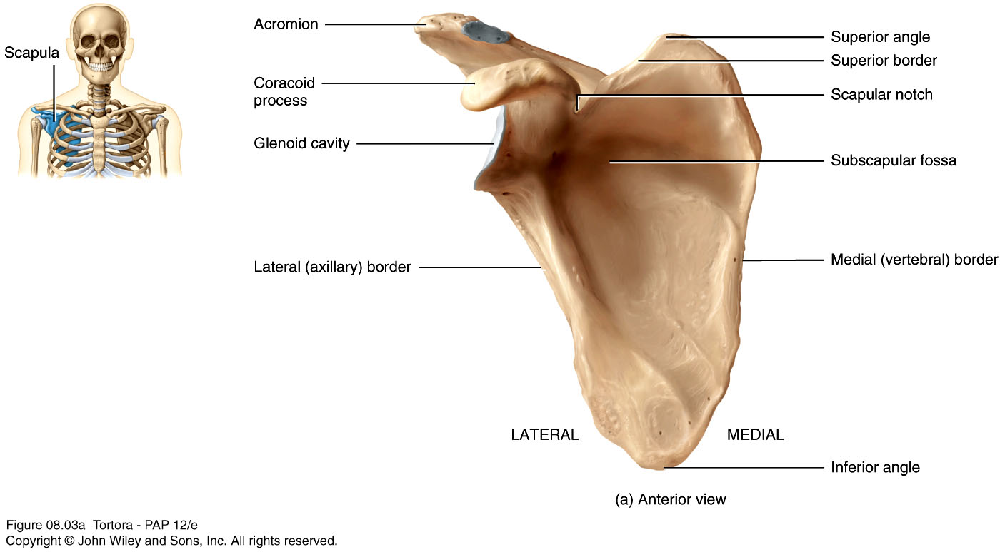 Scapula
Acromion
Coracoid
process
Glenoid cavity
Lateral (axillary) border
Superior angle
Superior border
Scapular notch
Subscapular fossa
Medial (vertebral) border
LATERAL
MEDIAL
Inferior angle
(a) Anterior view
Figure 08.03a Tortora - PAP 12/e
Copyright © John Wiley and Sons, Inc. All rights reserved.